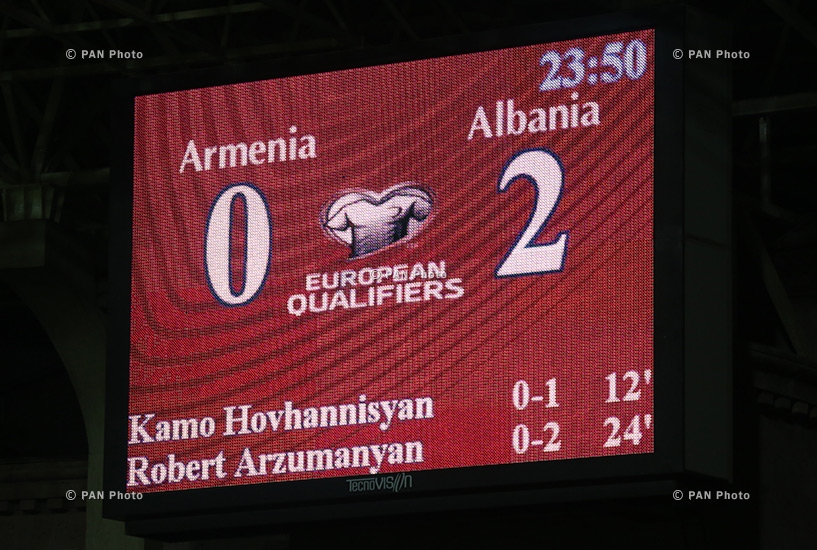 © PAN Photo © PAN Photo
23:50
Armenia Albania
0 2
EUROPEAN
QUALIFIERS
Kamo Hovhannisyan 0-1 12'
Robert Arzumanyan 0-2 24'
TecnoVISION
© PAN Photo © PAN Photo